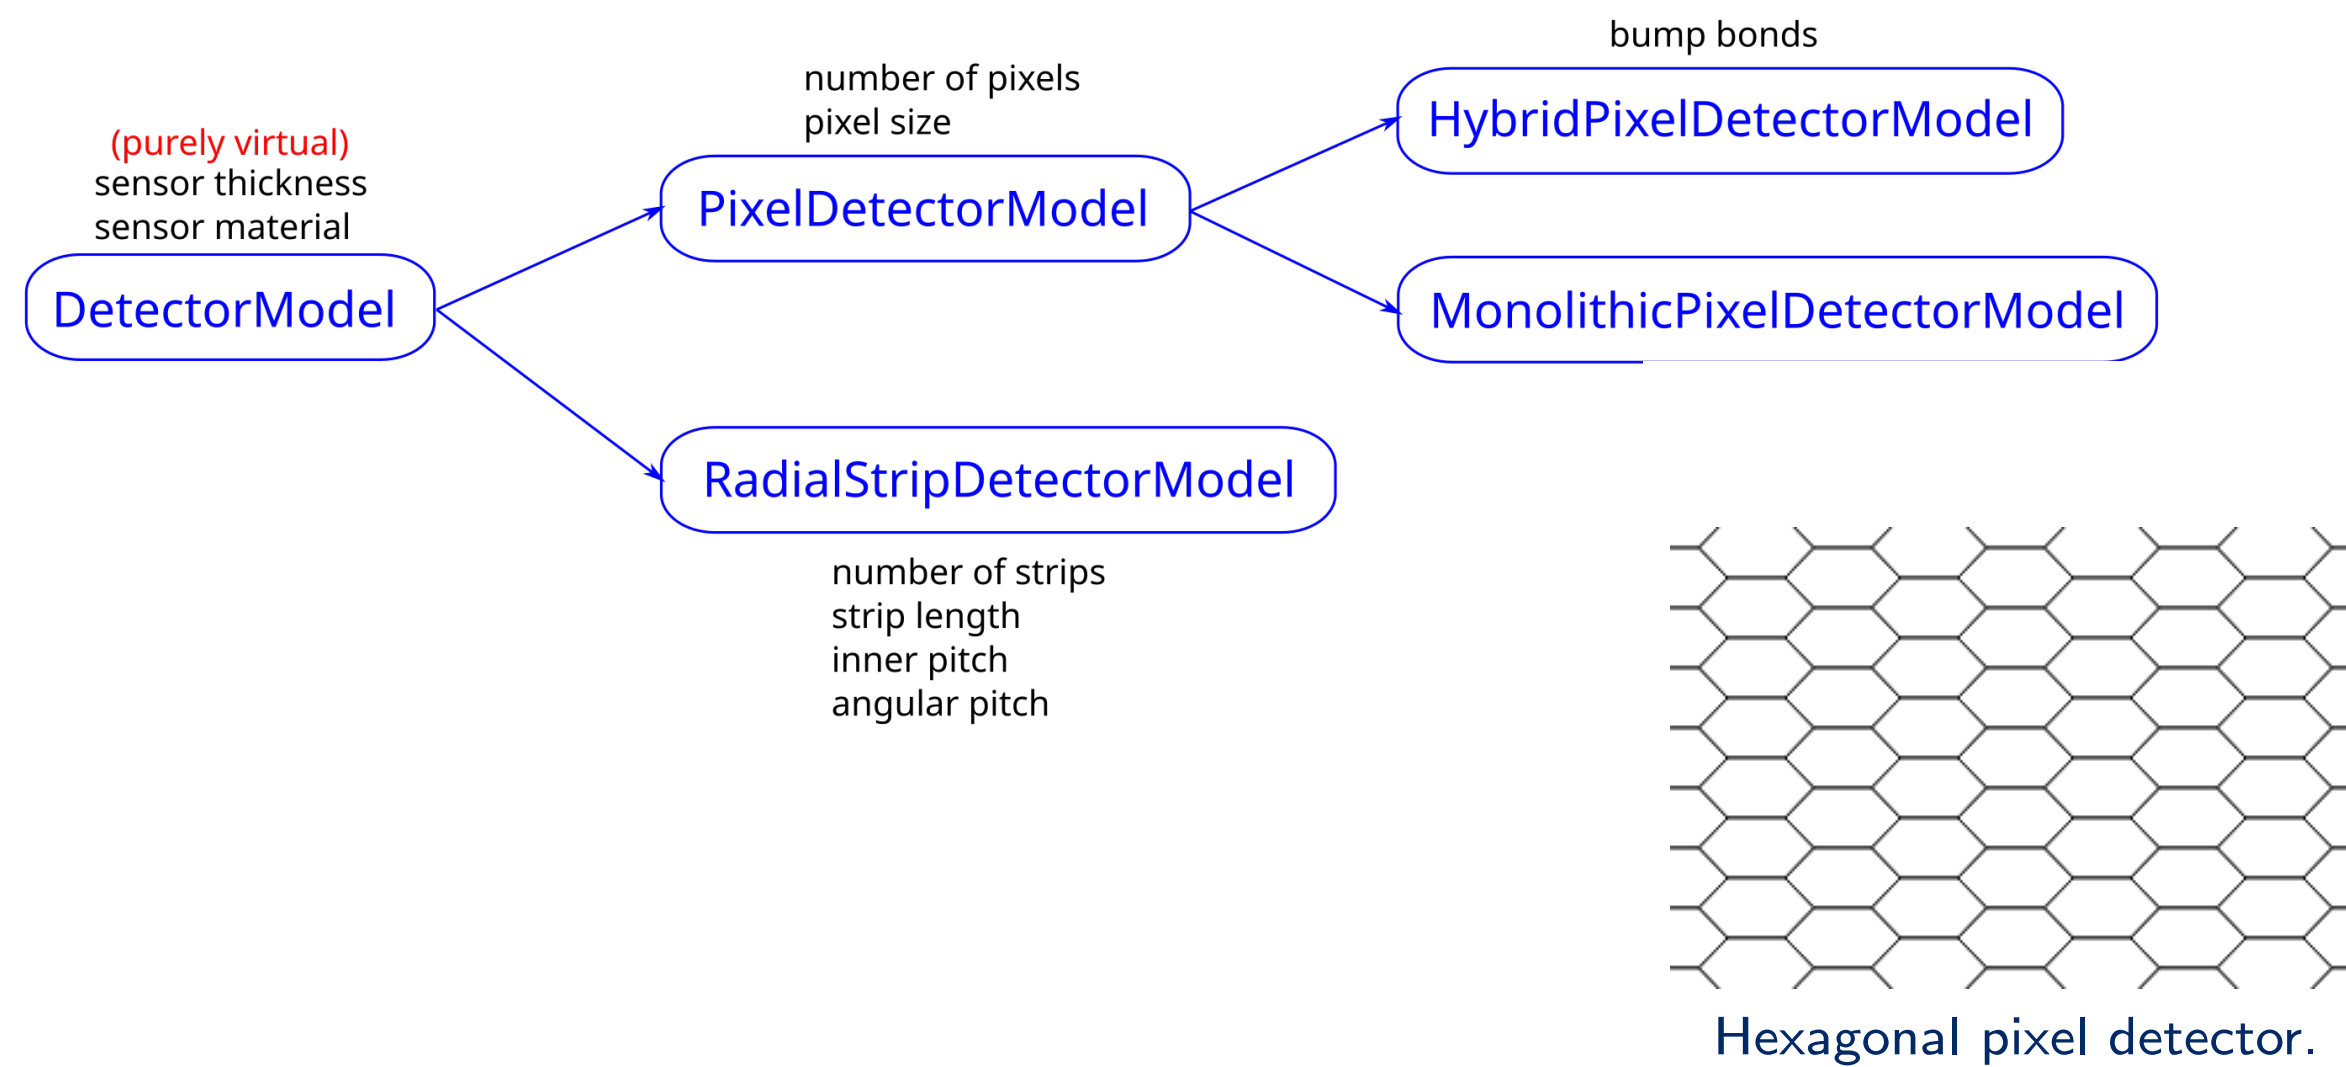 (purely virtual)
sensor thickness
sensor material
DetectorModel
number of pixels
pixel size
PixelDetectorModel
bump bonds
HybridPixelDetectorModel
MonolithicPixelDetectorModel
RadialStripDetectorModel
number of strips
strip length
inner pitch
angular pitch
Hexagonal pixel detector.